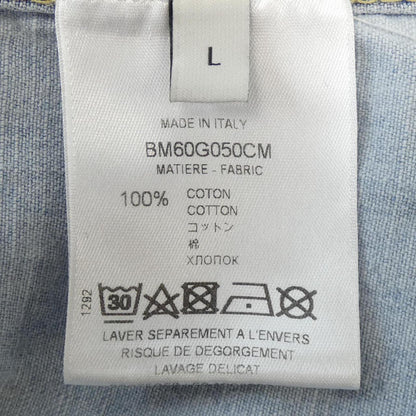 L
MADE IN ITALY
BM60G050CM
MATIERE - FABRIC
100% COTON
COTTON
コットン
棉
ХЛОПОК
1292
30
LAVER SEPAREMENT A L'ENVERS
RISQUE DE DEGORGEMENT
LAVAGE DELICAT